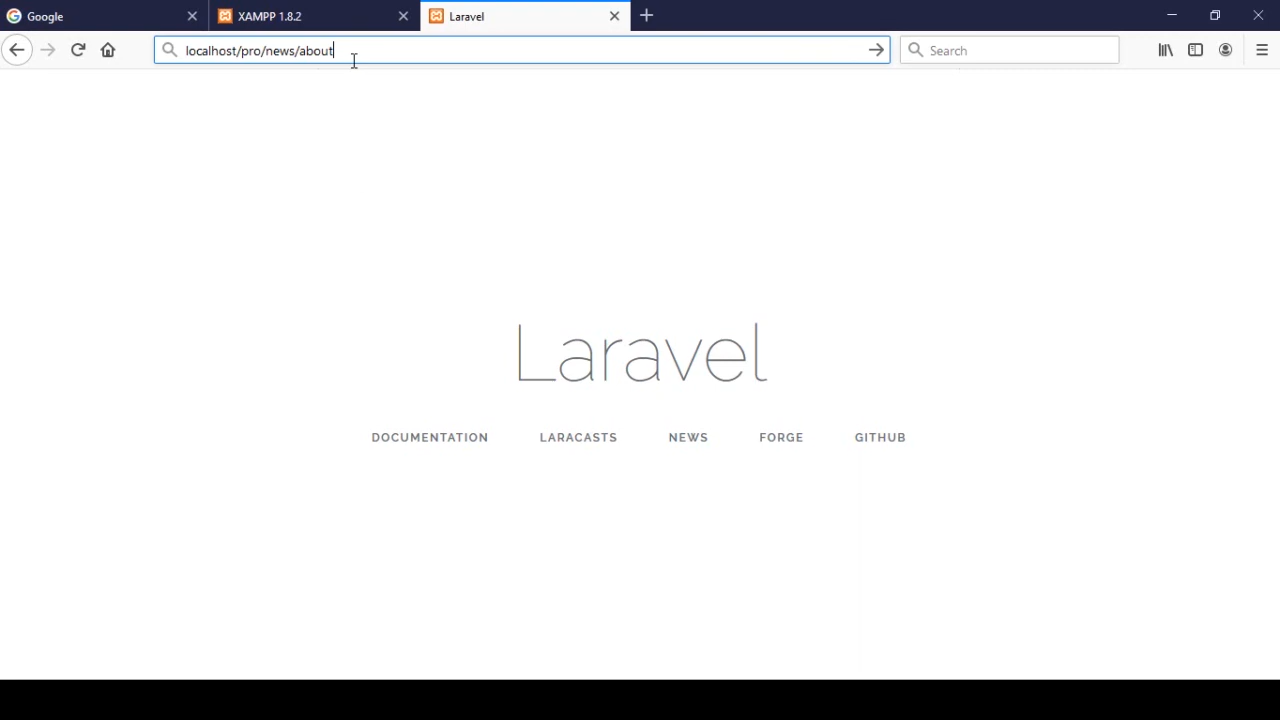 Google
XAMPP 1.8.2
Laravel
localhost/pro/news/about
Search
Laravel
DOCUMENTATION LARACASTS NEWS FORGE GITHUB